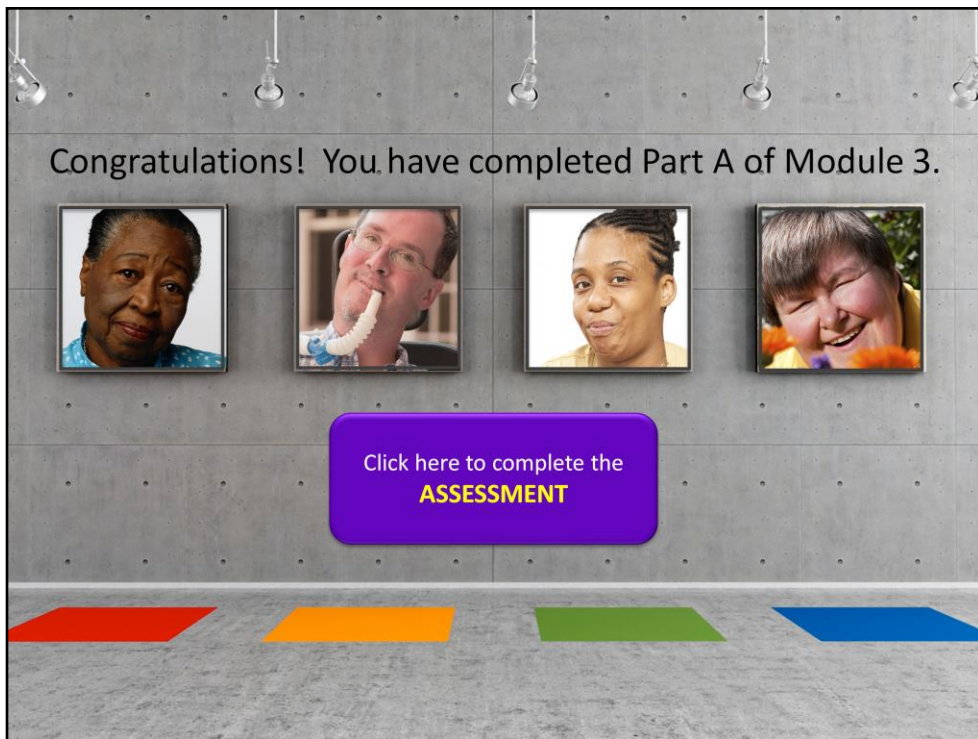 Congratulations!  You have completed Part A of Module 3.
Click here to complete the
ASSESSMENT